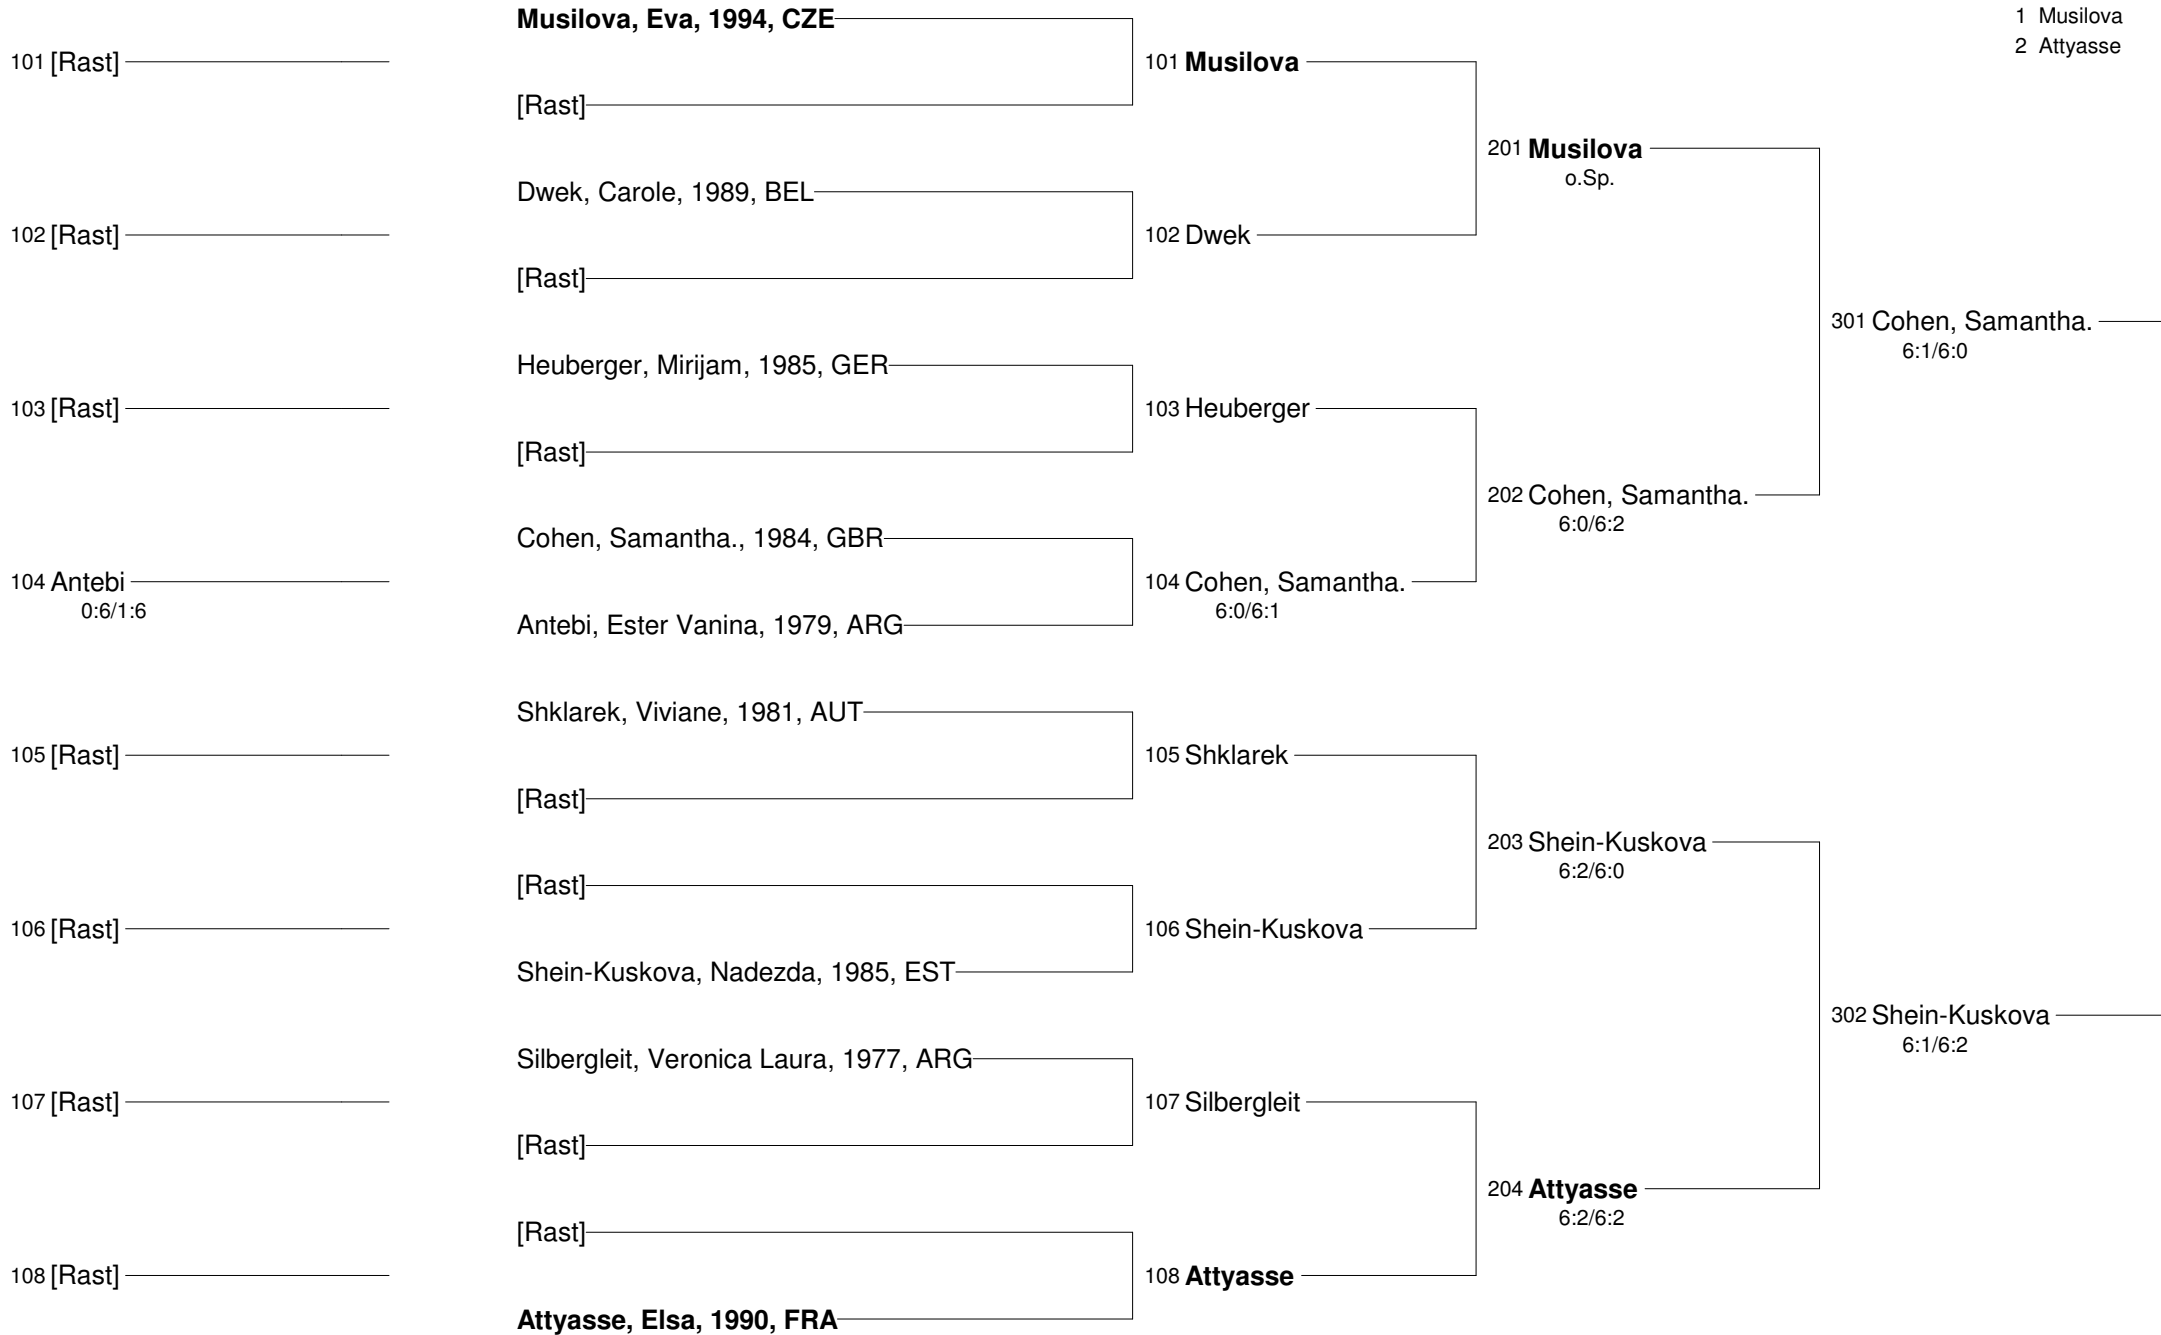 Musilova, Eva, 1994, CZE
1 Musilova
2 Attyasse
101 [Rast]
101 Musilova
[Rast]
201 Musilova
o.Sp.
Dwek, Carole, 1989, BEL
102 [Rast]
102 Dwek
[Rast]
301 Cohen, Samantha.
6:1/6:0
Heuberger, Mirijam, 1985, GER
103 [Rast]
103 Heuberger
[Rast]
202 Cohen, Samantha.
6:0/6:2
Cohen, Samantha., 1984, GBR
104 Antebi
0:6/1:6
104 Cohen, Samantha.
6:0/6:1
Antebi, Ester Vanina, 1979, ARG
Shklarek, Viviane, 1981, AUT
105 [Rast]
105 Shklarek
[Rast]
203 Shein-Kuskova
6:2/6:0
[Rast]
106 [Rast]
106 Shein-Kuskova
Shein-Kuskova, Nadezda, 1985, EST
302 Shein-Kuskova
6:1/6:2
Silbergleit, Veronica Laura, 1977, ARG
107 [Rast]
107 Silbergleit
[Rast]
204 Attyasse
6:2/6:2
[Rast]
108 [Rast]
108 Attyasse
Attyasse, Elsa, 1990, FRA